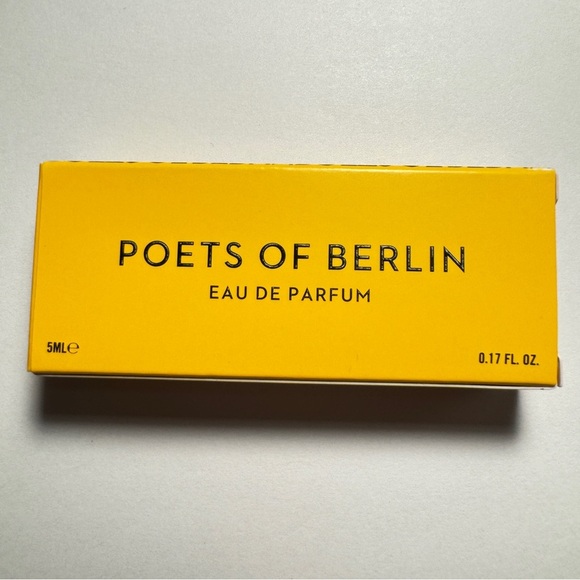 POETS OF BERLIN
EAU DE PARFUM
5ML℮
0.17 FL. OZ.